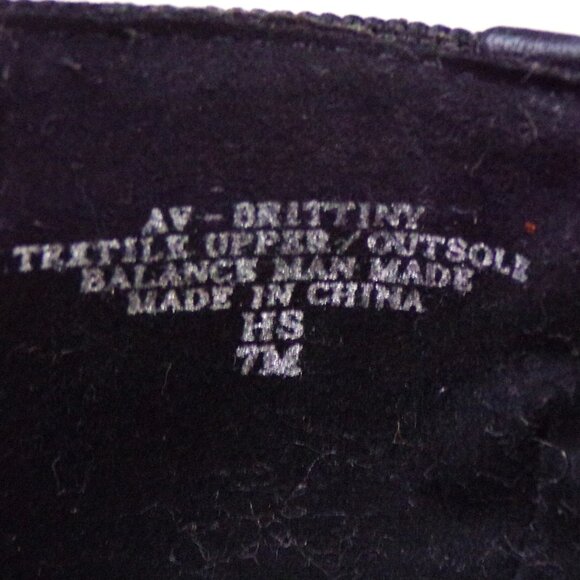 AV - BRITTINY
TEXTILE UPPER / OUTSOLE
BALANCE MAN MADE
MADE IN CHINA
HS
7M